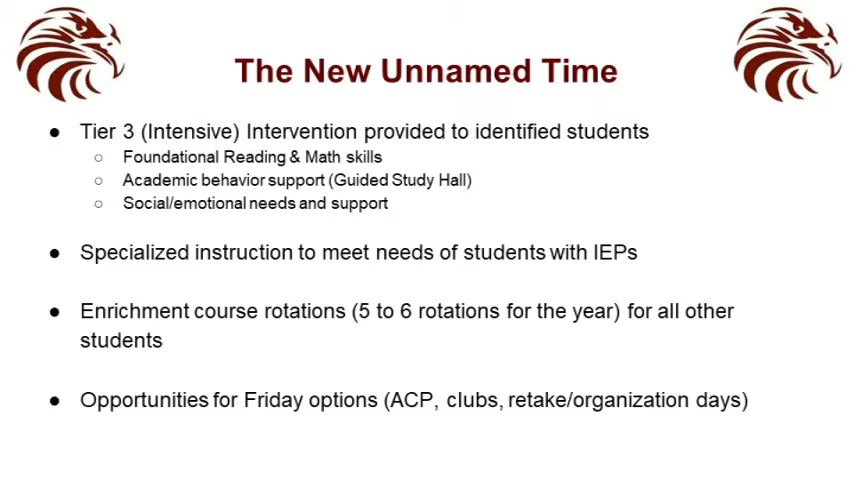 The New Unnamed Time
● Tier 3 (Intensive) Intervention provided to identified students
○ Foundational Reading & Math skills
○ Academic behavior support (Guided Study Hall)
○ Social/emotional needs and support
● Specialized instruction to meet needs of students with IEPs
● Enrichment course rotations (5 to 6 rotations for the year) for all other
students
● Opportunities for Friday options (ACP, clubs, retake/organization days)